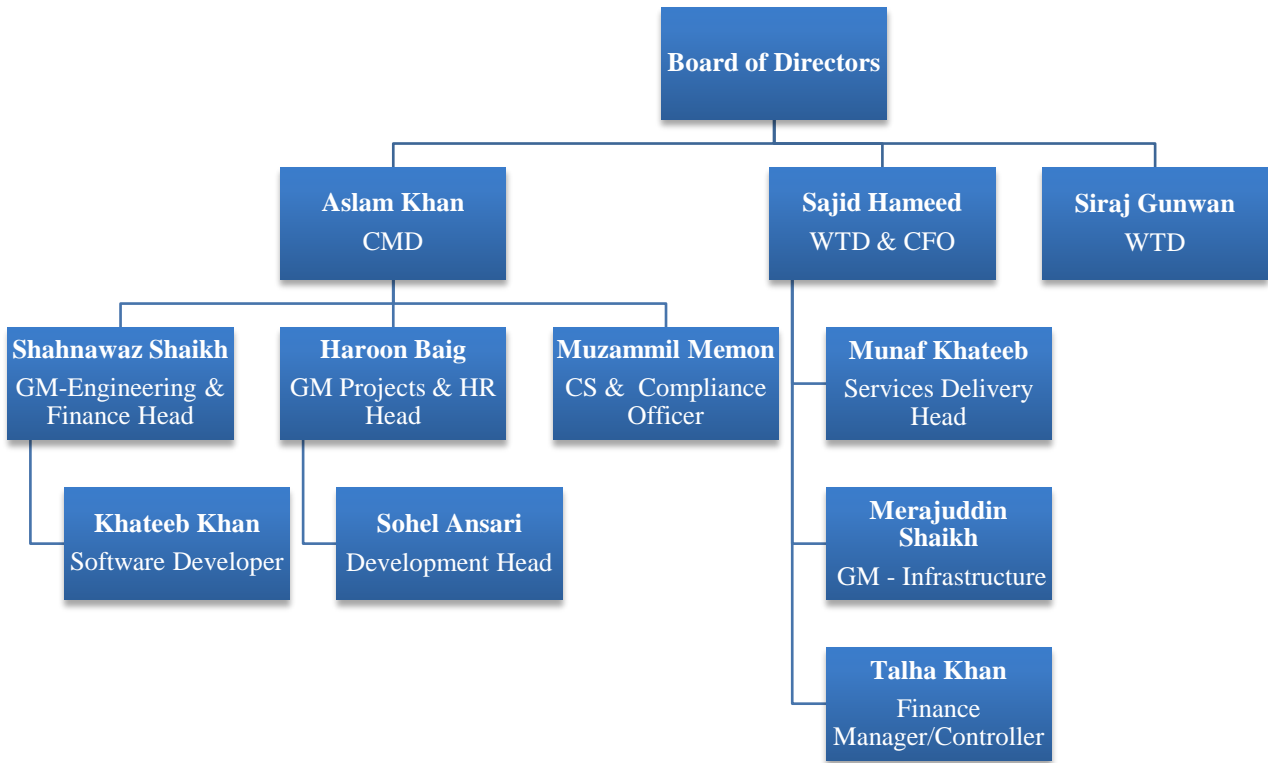 Board of Directors
Aslam Khan
CMD
Sajid Hameed
WTD & CFO
Siraj Gunwan
WTD
Shahnawaz Shaikh
GM-Engineering &
Finance Head
Haroon Baig
GM Projects & HR
Head
Muzammil Memon
CS & Compliance
Officer
Munaf Khateeb
Services Delivery
Head
Khateeb Khan
Software Developer
Sohel Ansari
Development Head
Merajuddin
Shaikh
GM - Infrastructure
Talha Khan
Finance
Manager/Controller